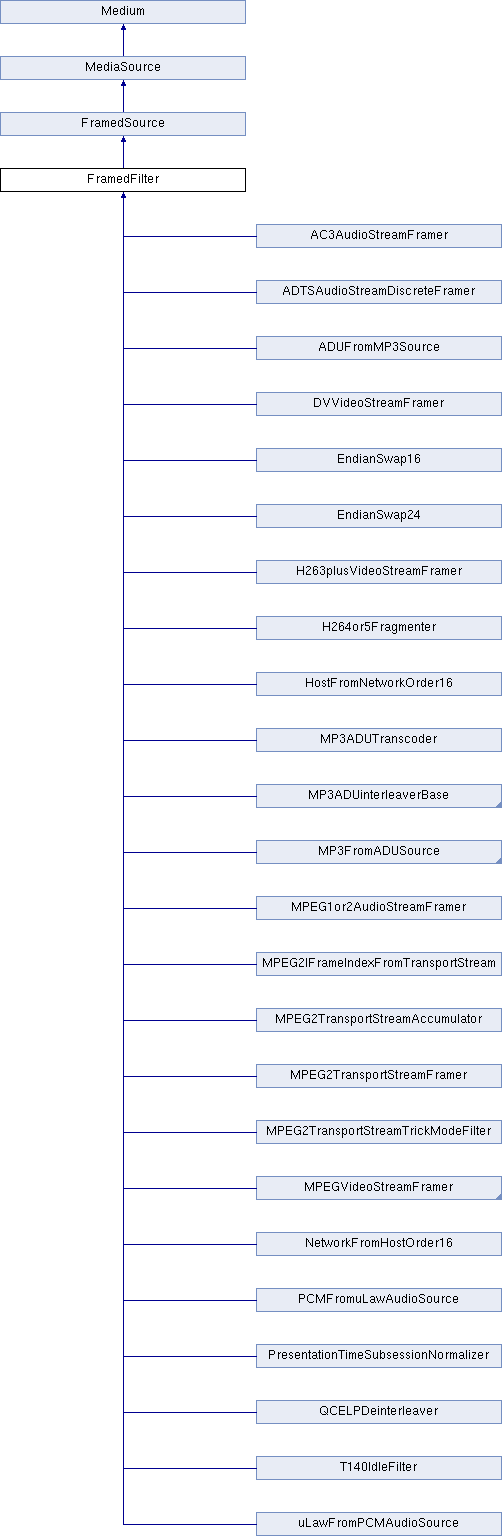 Medium
MediaSource
FramedSource
FramedFilter
AC3AudioStreamFramer
ADTSAudioStreamDiscreteFramer
ADUFromMP3Source
DVVideoStreamFramer
EndianSwap16
EndianSwap24
H263plusVideoStreamFramer
H264or5Fragmenter
HostFromNetworkOrder16
MP3ADUTranscoder
MP3ADUinterleaverBase
MP3FromADUSource
MPEG1or2AudioStreamFramer
MPEG2IFrameIndexFromTransportStream
MPEG2TransportStreamAccumulator
MPEG2TransportStreamFramer
MPEG2TransportStreamTrickModeFilter
MPEGVideoStreamFramer
NetworkFromHostOrder16
PCMFromuLawAudioSource
PresentationTimeSubsessionNormalizer
QCELPDeinterleaver
T140IdleFilter
uLawFromPCMAudioSource